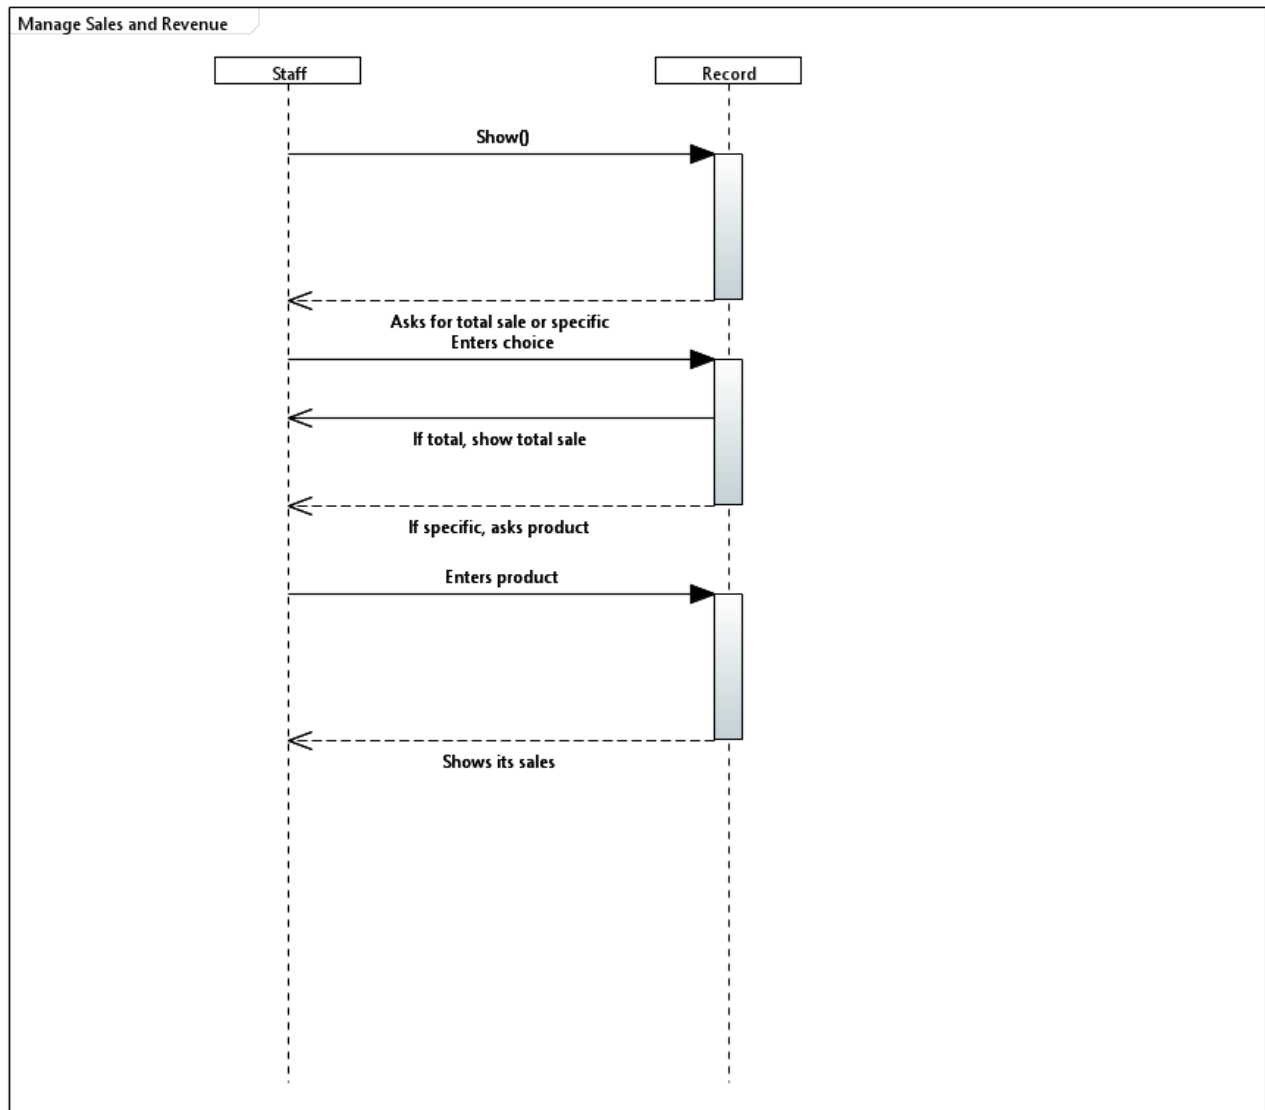 Manage Sales and Revenue
Staff
Record
Show()
Asks for total sale or specific
Enters choice
If total, show total sale
If specific, asks product
Enters product
Shows its sales